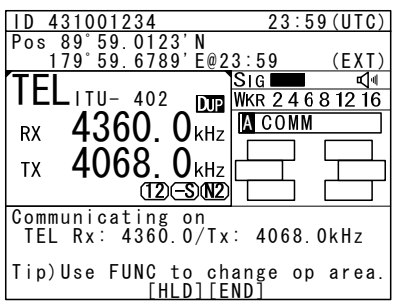 ID 431001234 23:59(UTC)
Pos 89°59.0123'N
179°59.6789'E@23:59 (EXT)
TEL ITU- 402 DUP
SIG
WKR 2 4 6 8 12 16
RX 4360.0kHz
A COMM
TX 4068.0kHz
(12)(-S)(N2)
Communicating on
TEL Rx: 4360.0/Tx: 4068.0kHz
Tip)Use FUNC to change op area.
[HLD][END]